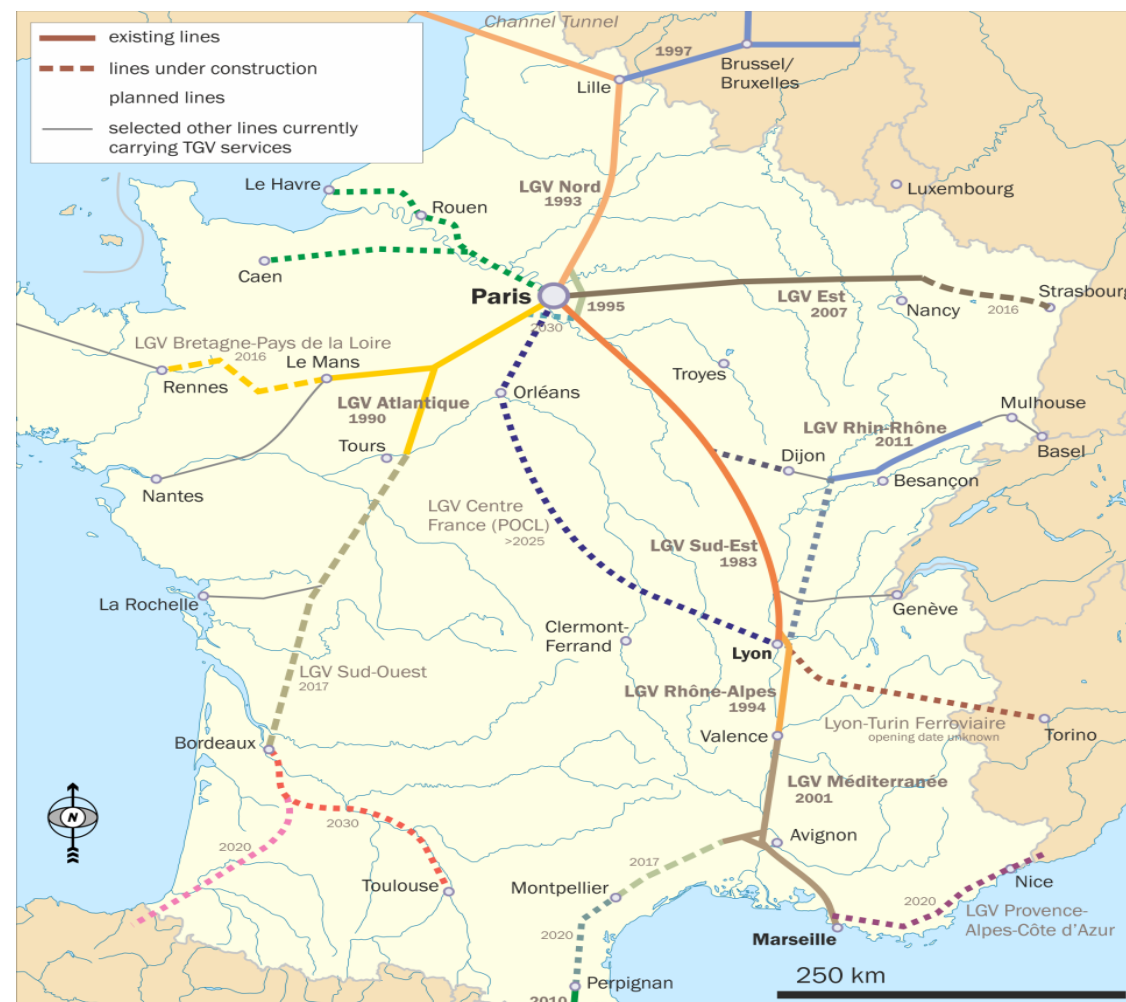 existing lines
lines under construction
planned lines
selected other lines currently
carrying TGV services
Channel Tunnel
1997
Brussel/
Bruxelles
Lille
Le Havre
Rouen
Caen
LGV Nord
1993
Luxembourg
Paris
1995
2030
LGV Est
2007
Nancy
2016
Strasbourg
LGV Bretagne-Pays de la Loire
2016
Le Mans
Rennes
LGV Atlantique
1990
Tours
Nantes
Orléans
Troyes
Mulhouse
LGV Rhin-Rhône
2011
Basel
Dijon
Besançon
LGV Centre
France (POCL)
>2025
LGV Sud-Est
1983
La Rochelle
Genève
Clermont-
Ferrand
Lyon
LGV Sud-Ouest
2017
LGV Rhône-Alpes
1994
Lyon-Turin Ferroviaire
opening date unknown
Torino
Bordeaux
Valence
LGV Méditerranée
2001
N
2030
2020
Avignon
Toulouse
2017
Montpellier
Nice
2020
LGV Provence-
Alpes-Côte d'Azur
2020
Marseille
250 km
Perpignan
2010